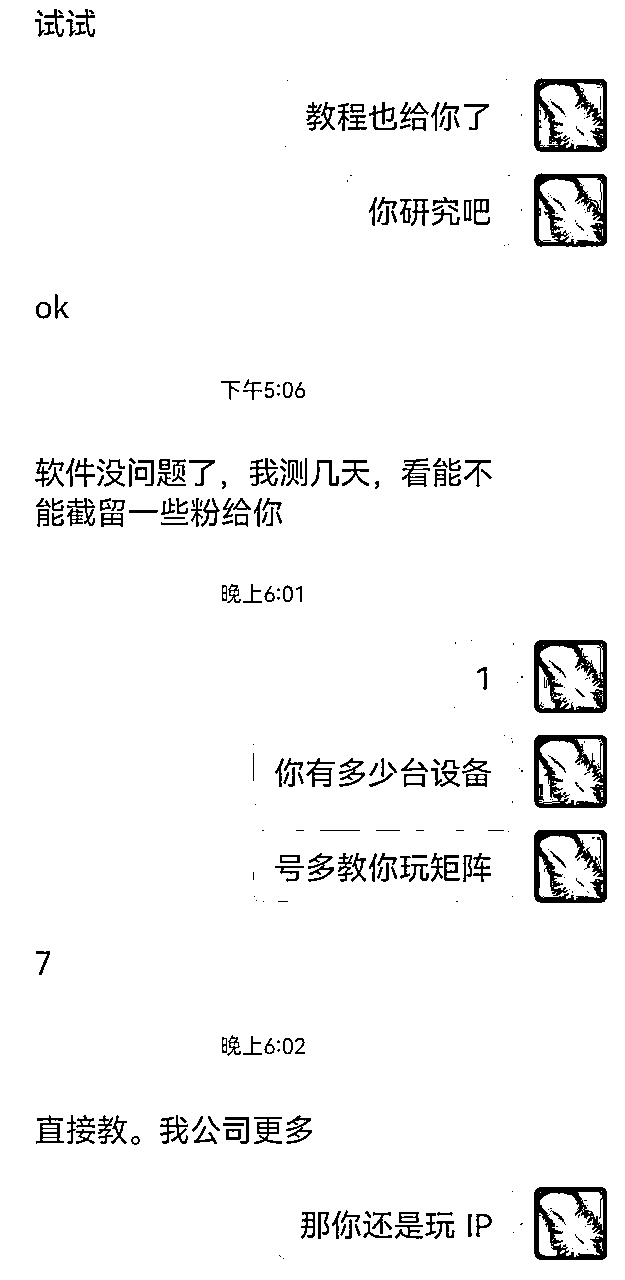 试试
教程也给你了
你研究吧
ok
下午5:06
软件没问题了，我测几天，看能不
能截留一些粉给你
晚上6:01
1
你有多少台设备
号多教你玩矩阵
7
晚上6:02
直接教。我公司更多
那你还是玩 IP